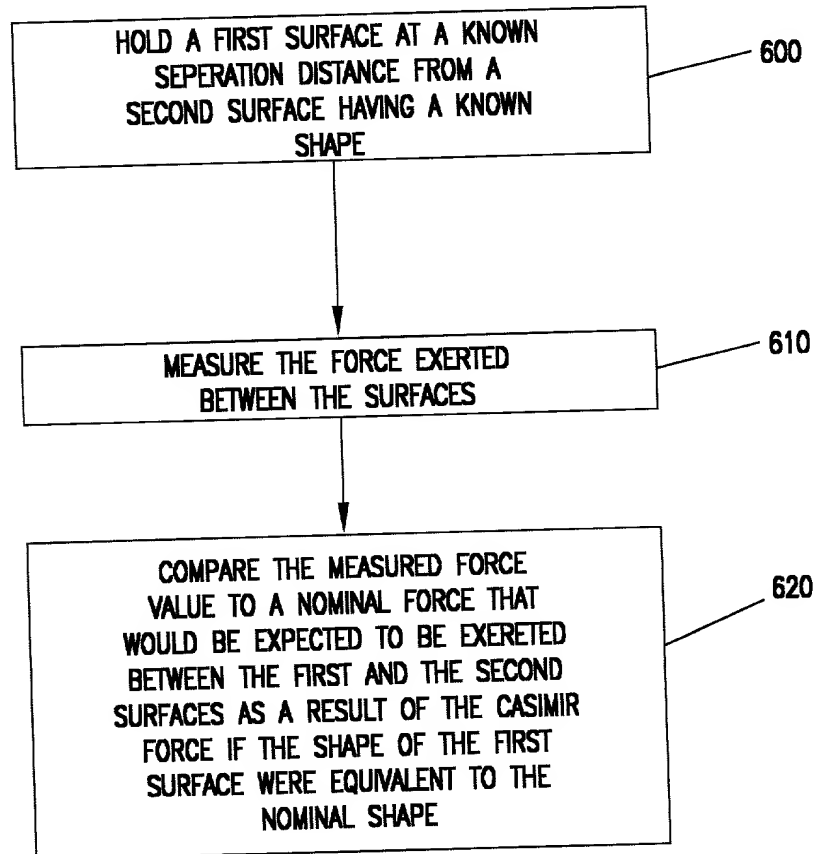 HOLD A FIRST SURFACE AT A KNOWN
SEPERATION DISTANCE FROM A
SECOND SURFACE HAVING A KNOWN
SHAPE
600
MEASURE THE FORCE EXERTED
BETWEEN THE SURFACES
610
COMPARE THE MEASURED FORCE
VALUE TO A NOMINAL FORCE THAT
WOULD BE EXPECTED TO BE EXERETED
BETWEEN THE FIRST AND THE SECOND
SURFACES AS A RESULT OF THE CASIMIR
FORCE IF THE SHAPE OF THE FIRST
SURFACE WERE EQUIVALENT TO THE
NOMINAL SHAPE
620